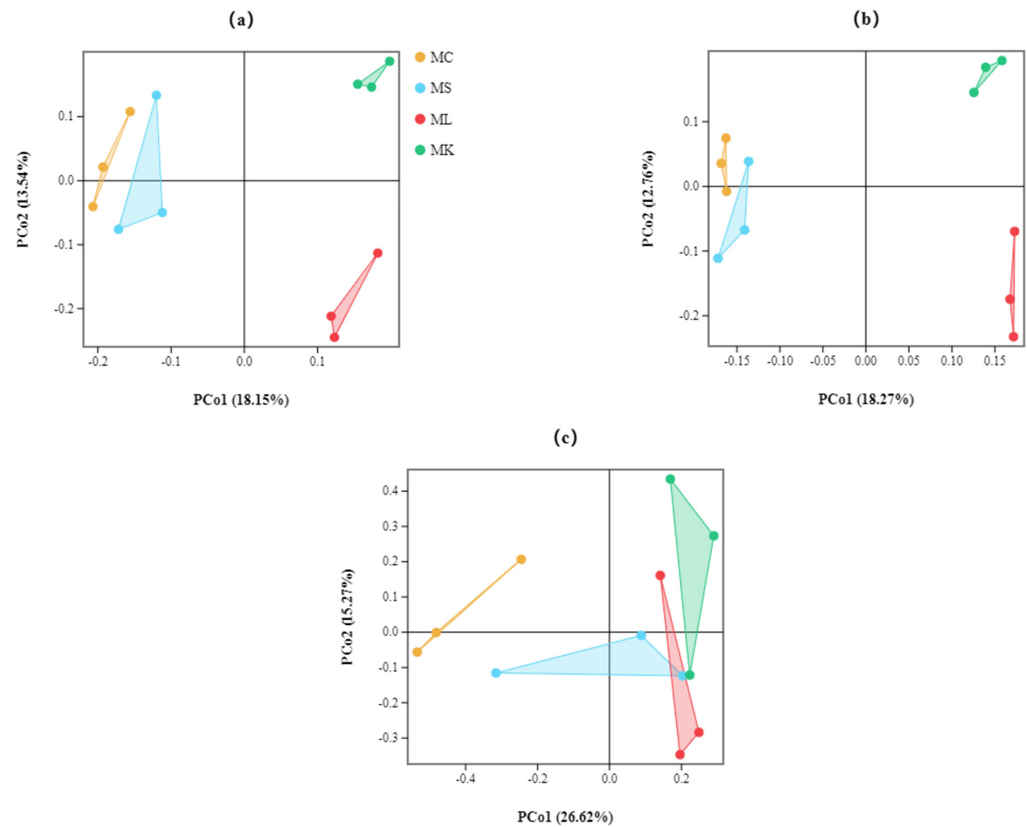 (a)
MC
MS
ML
MK
0.1
0.0
-0.1
-0.2
PCo2 (13.54%)
-0.2 -0.1 0.0 0.1
PCo1 (18.15%)
(b)
0.1
0.0
-0.1
-0.2
PCo2 (12.76%)
-0.15 -0.10 -0.05 0.00 0.05 0.10 0.15
PCo1 (18.27%)
(c)
0.4
0.3
0.2
0.1
0.0
-0.1
-0.2
-0.3
PCo2 (15.27%)
-0.4 -0.2 0.0 0.2
PCo1 (26.62%)